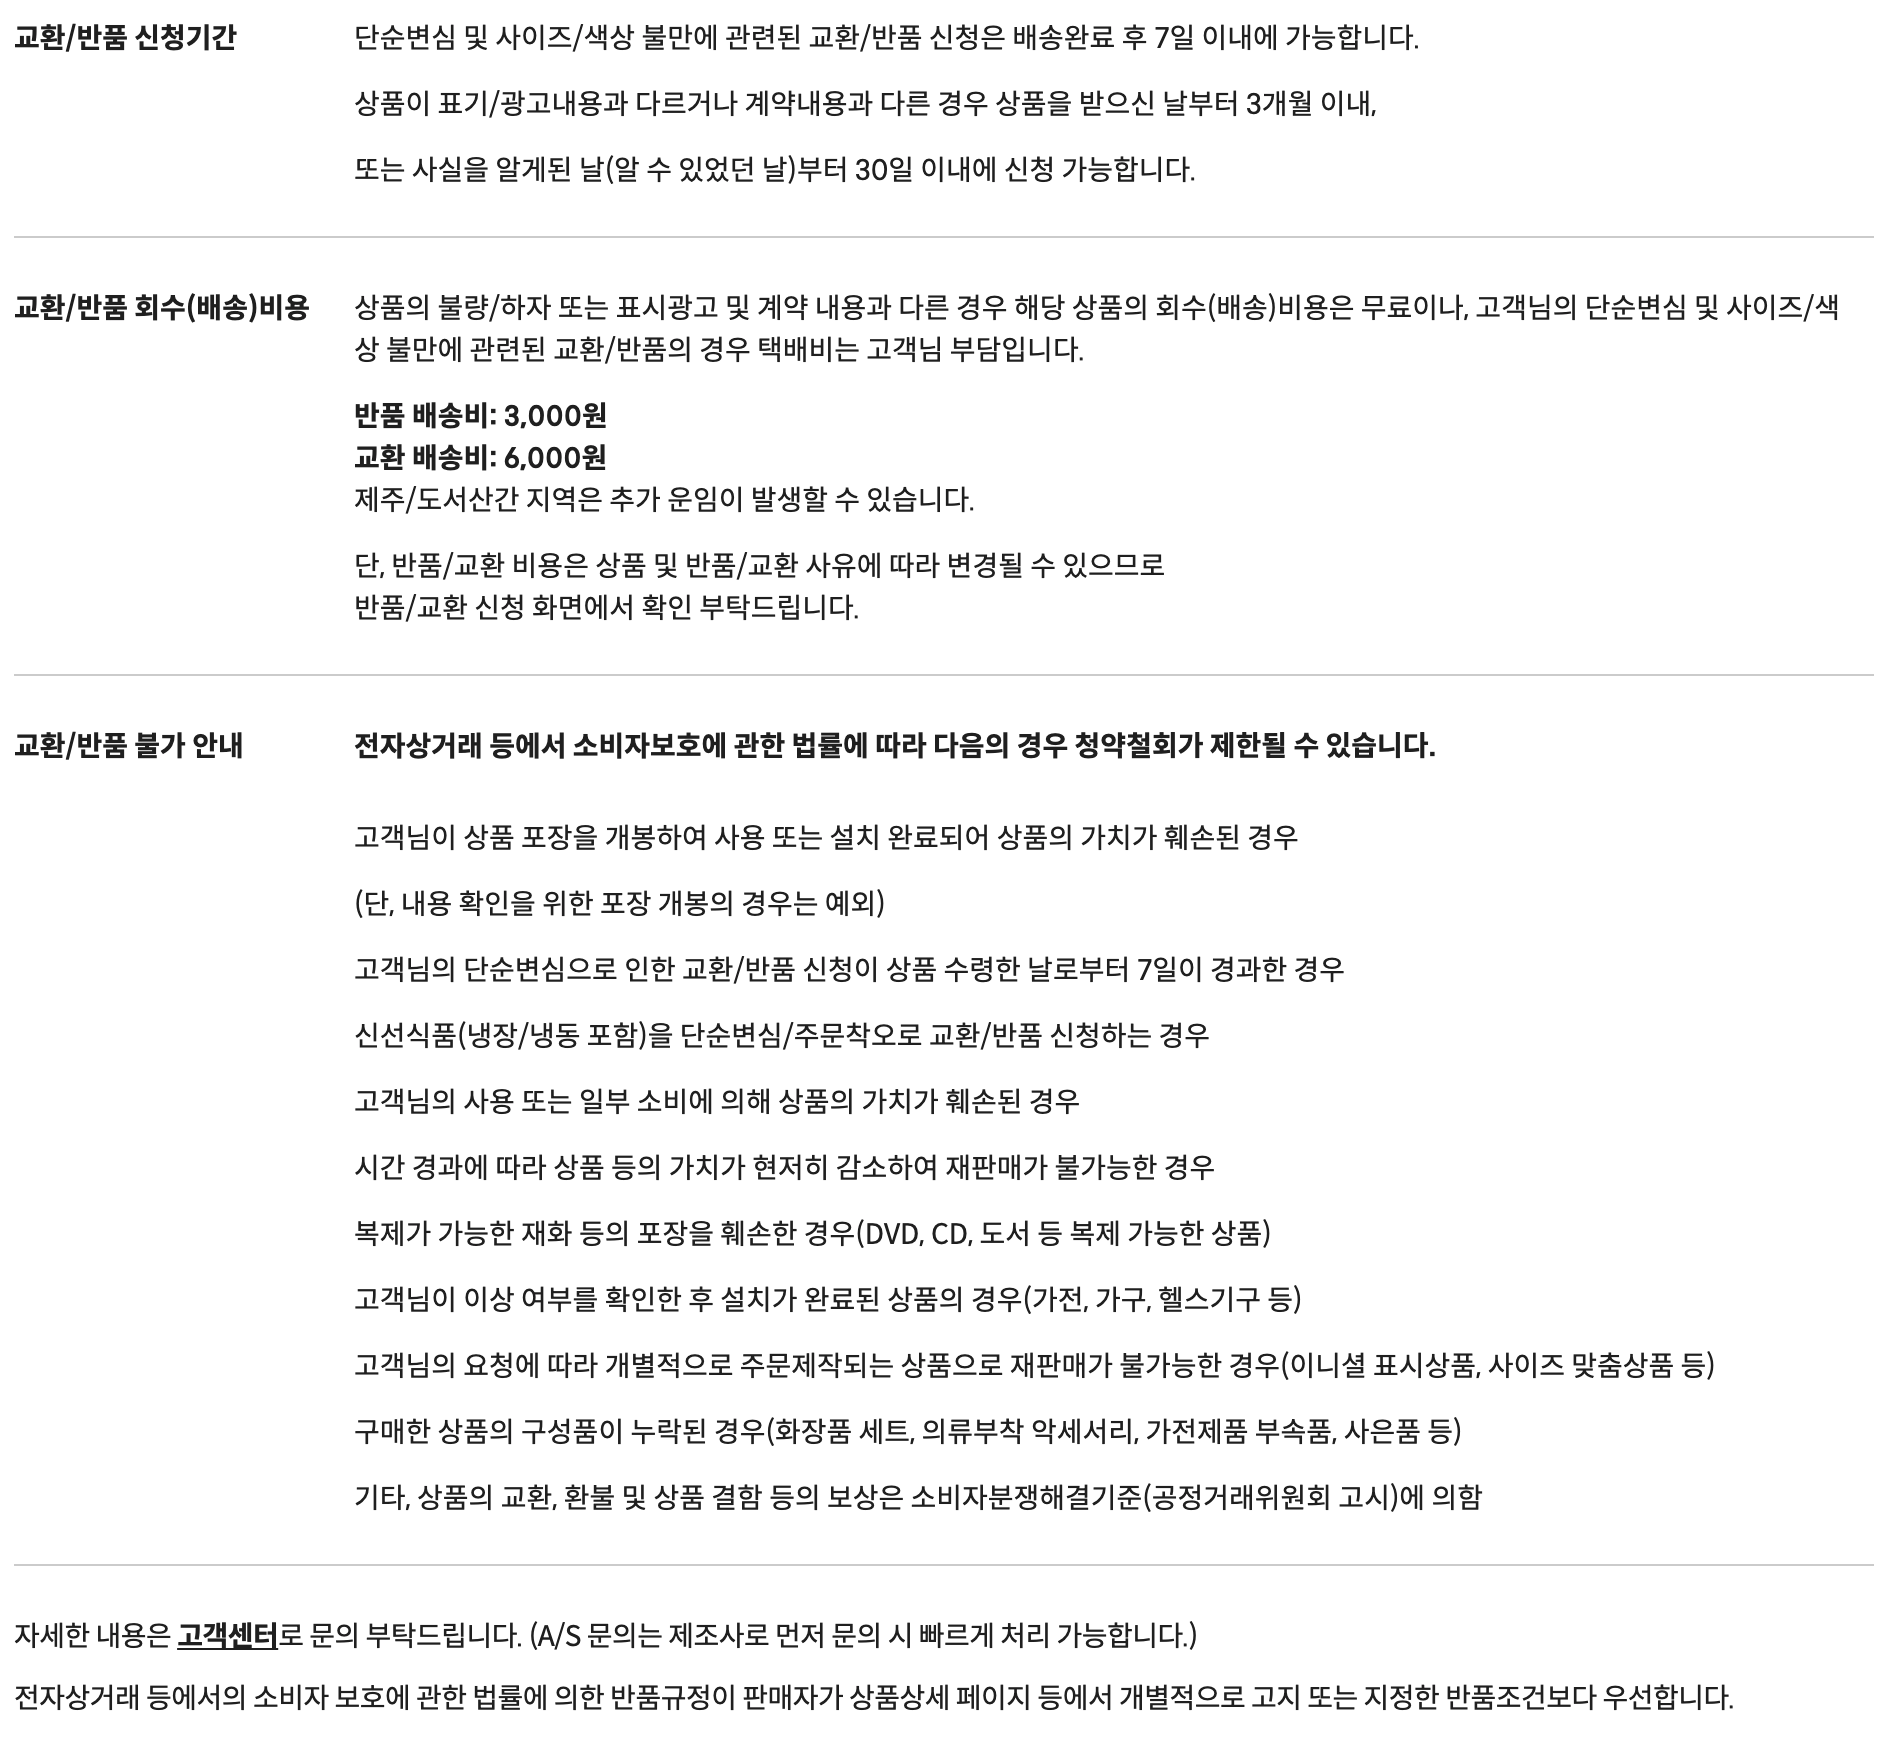 교환/반품 신청기간
단순변심 및 사이즈/색상 불만에 관련된 교환/반품 신청은 배송완료 후 7일 이내에 가능합니다.
상품이 표기/광고내용과 다르거나 계약내용과 다른 경우 상품을 받으신 날부터 3개월 이내,
또는 사실을 알게된 날(알 수 있었던 날)부터 30일 이내에 신청 가능합니다.
교환/반품 회수(배송)비용
상품의 불량/하자 또는 표시광고 및 계약 내용과 다른 경우 해당 상품의 회수(배송)비용은 무료이나, 고객님의 단순변심 및 사이즈/색
상 불만에 관련된 교환/반품의 경우 택배비는 고객님 부담입니다.
반품 배송비: 3,000원
교환 배송비: 6,000원
제주/도서산간 지역은 추가 운임이 발생할 수 있습니다.
단, 반품/교환 비용은 상품 및 반품/교환 사유에 따라 변경될 수 있으므로
반품/교환 신청 화면에서 확인 부탁드립니다.
교환/반품 불가 안내
전자상거래 등에서 소비자보호에 관한 법률에 따라 다음의 경우 청약철회가 제한될 수 있습니다.
고객님이 상품 포장을 개봉하여 사용 또는 설치 완료되어 상품의 가치가 훼손된 경우
(단, 내용 확인을 위한 포장 개봉의 경우는 예외)
고객님의 단순변심으로 인한 교환/반품 신청이 상품 수령한 날로부터 7일이 경과한 경우
신선식품(냉장/냉동 포함)을 단순변심/주문착오로 교환/반품 신청하는 경우
고객님의 사용 또는 일부 소비에 의해 상품의 가치가 훼손된 경우
시간 경과에 따라 상품 등의 가치가 현저히 감소하여 재판매가 불가능한 경우
복제가 가능한 재화 등의 포장을 훼손한 경우(DVD, CD, 도서 등 복제 가능한 상품)
고객님이 이상 여부를 확인한 후 설치가 완료된 상품의 경우(가전, 가구, 헬스기구 등)
고객님의 요청에 따라 개별적으로 주문제작되는 상품으로 재판매가 불가능한 경우(이니셜 표시상품, 사이즈 맞춤상품 등)
구매한 상품의 구성품이 누락된 경우(화장품 세트, 의류부착 악세서리, 가전제품 부속품, 사은품 등)
기타, 상품의 교환, 환불 및 상품 결함 등의 보상은 소비자분쟁해결기준(공정거래위원회 고시)에 의함
자세한 내용은 고객센터로 문의 부탁드립니다. (A/S 문의는 제조사로 먼저 문의 시 빠르게 처리 가능합니다.)
전자상거래 등에서의 소비자 보호에 관한 법률에 의한 반품규정이 판매자가 상품상세 페이지 등에서 개별적으로 고지 또는 지정한 반품조건보다 우선합니다.